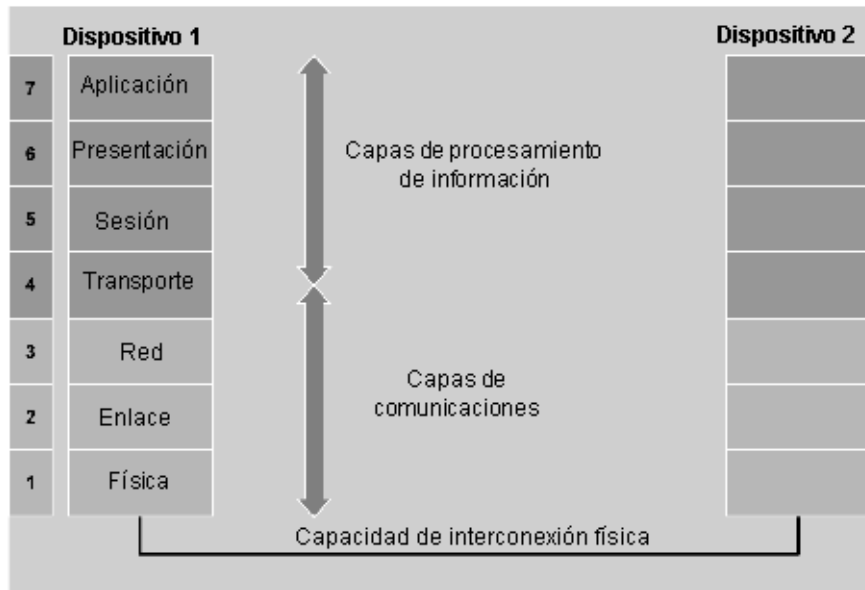 Dispositivo 1
Dispositivo 2
7
Aplicación
6
Presentación
5
Sesión
4
Transporte
3
Red
2
Enlace
1
Física
Capas de procesamiento
de información
Capas de
comunicaciones
Capacidad de interconexión física